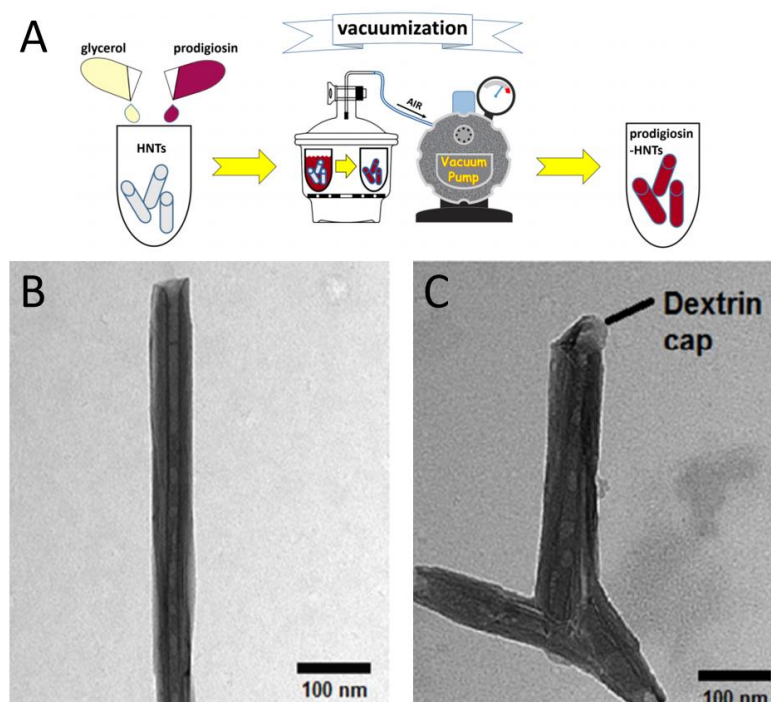 A
vacuumization
glycerol
prodigiosin
HNTs
AIR
Vacuum
Pump
prodigiosin
-HNTs
B
100 nm
C
Dextrin
cap
100 nm